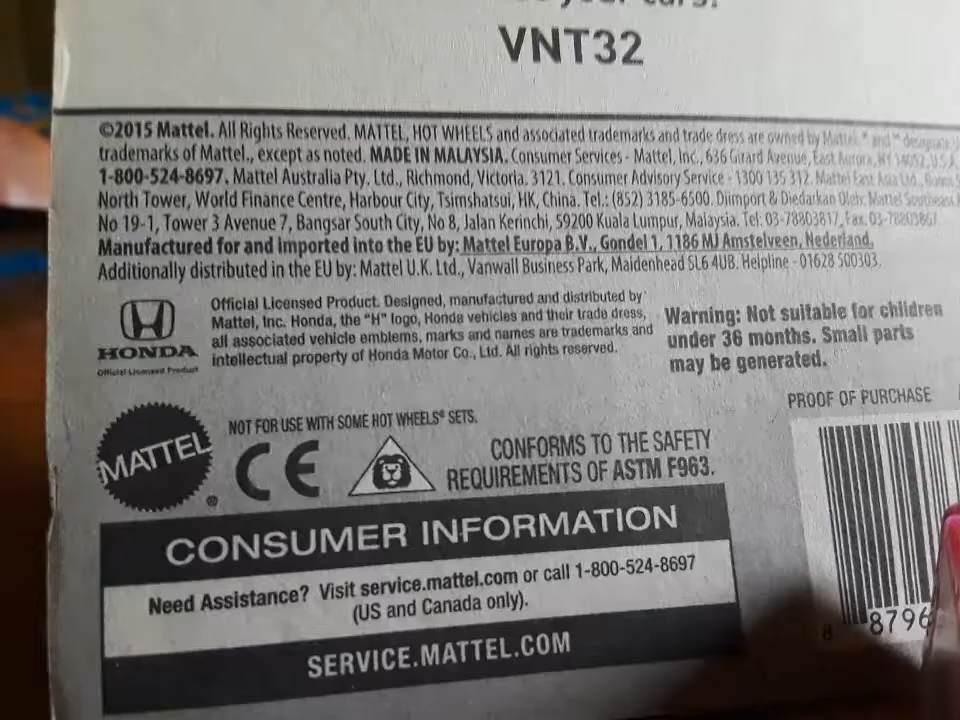 your cars!
VNT32
©2015 Mattel. All Rights Reserved. MATTEL, HOT WHEELS and associated trademarks and trade dress are owned by Mattel. ® and ™ designate U
trademarks of Mattel., except as noted. MADE IN MALAYSIA. Consumer Services - Mattel, Inc., 636 Girard Avenue, East Aurora, NY 14052, U.S.A.
1-800-524-8697. Mattel Australia Pty. Ltd., Richmond, Victoria. 3121. Consumer Advisory Service - 1300 135 312. Mattel East Asia Ltd.,
North Tower, World Finance Centre, Harbour City, Tsimshatsui, HK, China. Tel.: (852) 3185-6500. Diimport & Diedarkan Oleh: Mattel Southeast
No 19-1, Tower 3 Avenue 7, Bangsar South City, No 8, Jalan Kerinchi, 59200 Kuala Lumpur, Malaysia. Tel: 03-78803817, Fax. 03-78803867.
Manufactured for and imported into the EU by: Mattel Europa B.V., Gondel 1, 1186 MJ Amstelveen, Nederland.
Additionally distributed in the EU by: Mattel U.K. Ltd., Vanwall Business Park, Maidenhead SL6 4UB. Helpline - 01628 500303.
HONDA
Official Licensed Product
Official Licensed Product. Designed, manufactured and distributed by
Mattel, Inc. Honda, the "H" logo, Honda vehicles and their trade dress,
all associated vehicle emblems, marks and names are trademarks and
intellectual property of Honda Motor Co., Ltd. All rights reserved.
Warning: Not suitable for children
under 36 months. Small parts
may be generated.
PROOF OF PURCHASE
MATTEL®
NOT FOR USE WITH SOME HOT WHEELS® SETS.
CE
CONFORMS TO THE SAFETY
REQUIREMENTS OF ASTM F963.
CONSUMER INFORMATION
Need Assistance? Visit service.mattel.com or call 1-800-524-8697
(US and Canada only).
SERVICE.MATTEL.COM
8 8796